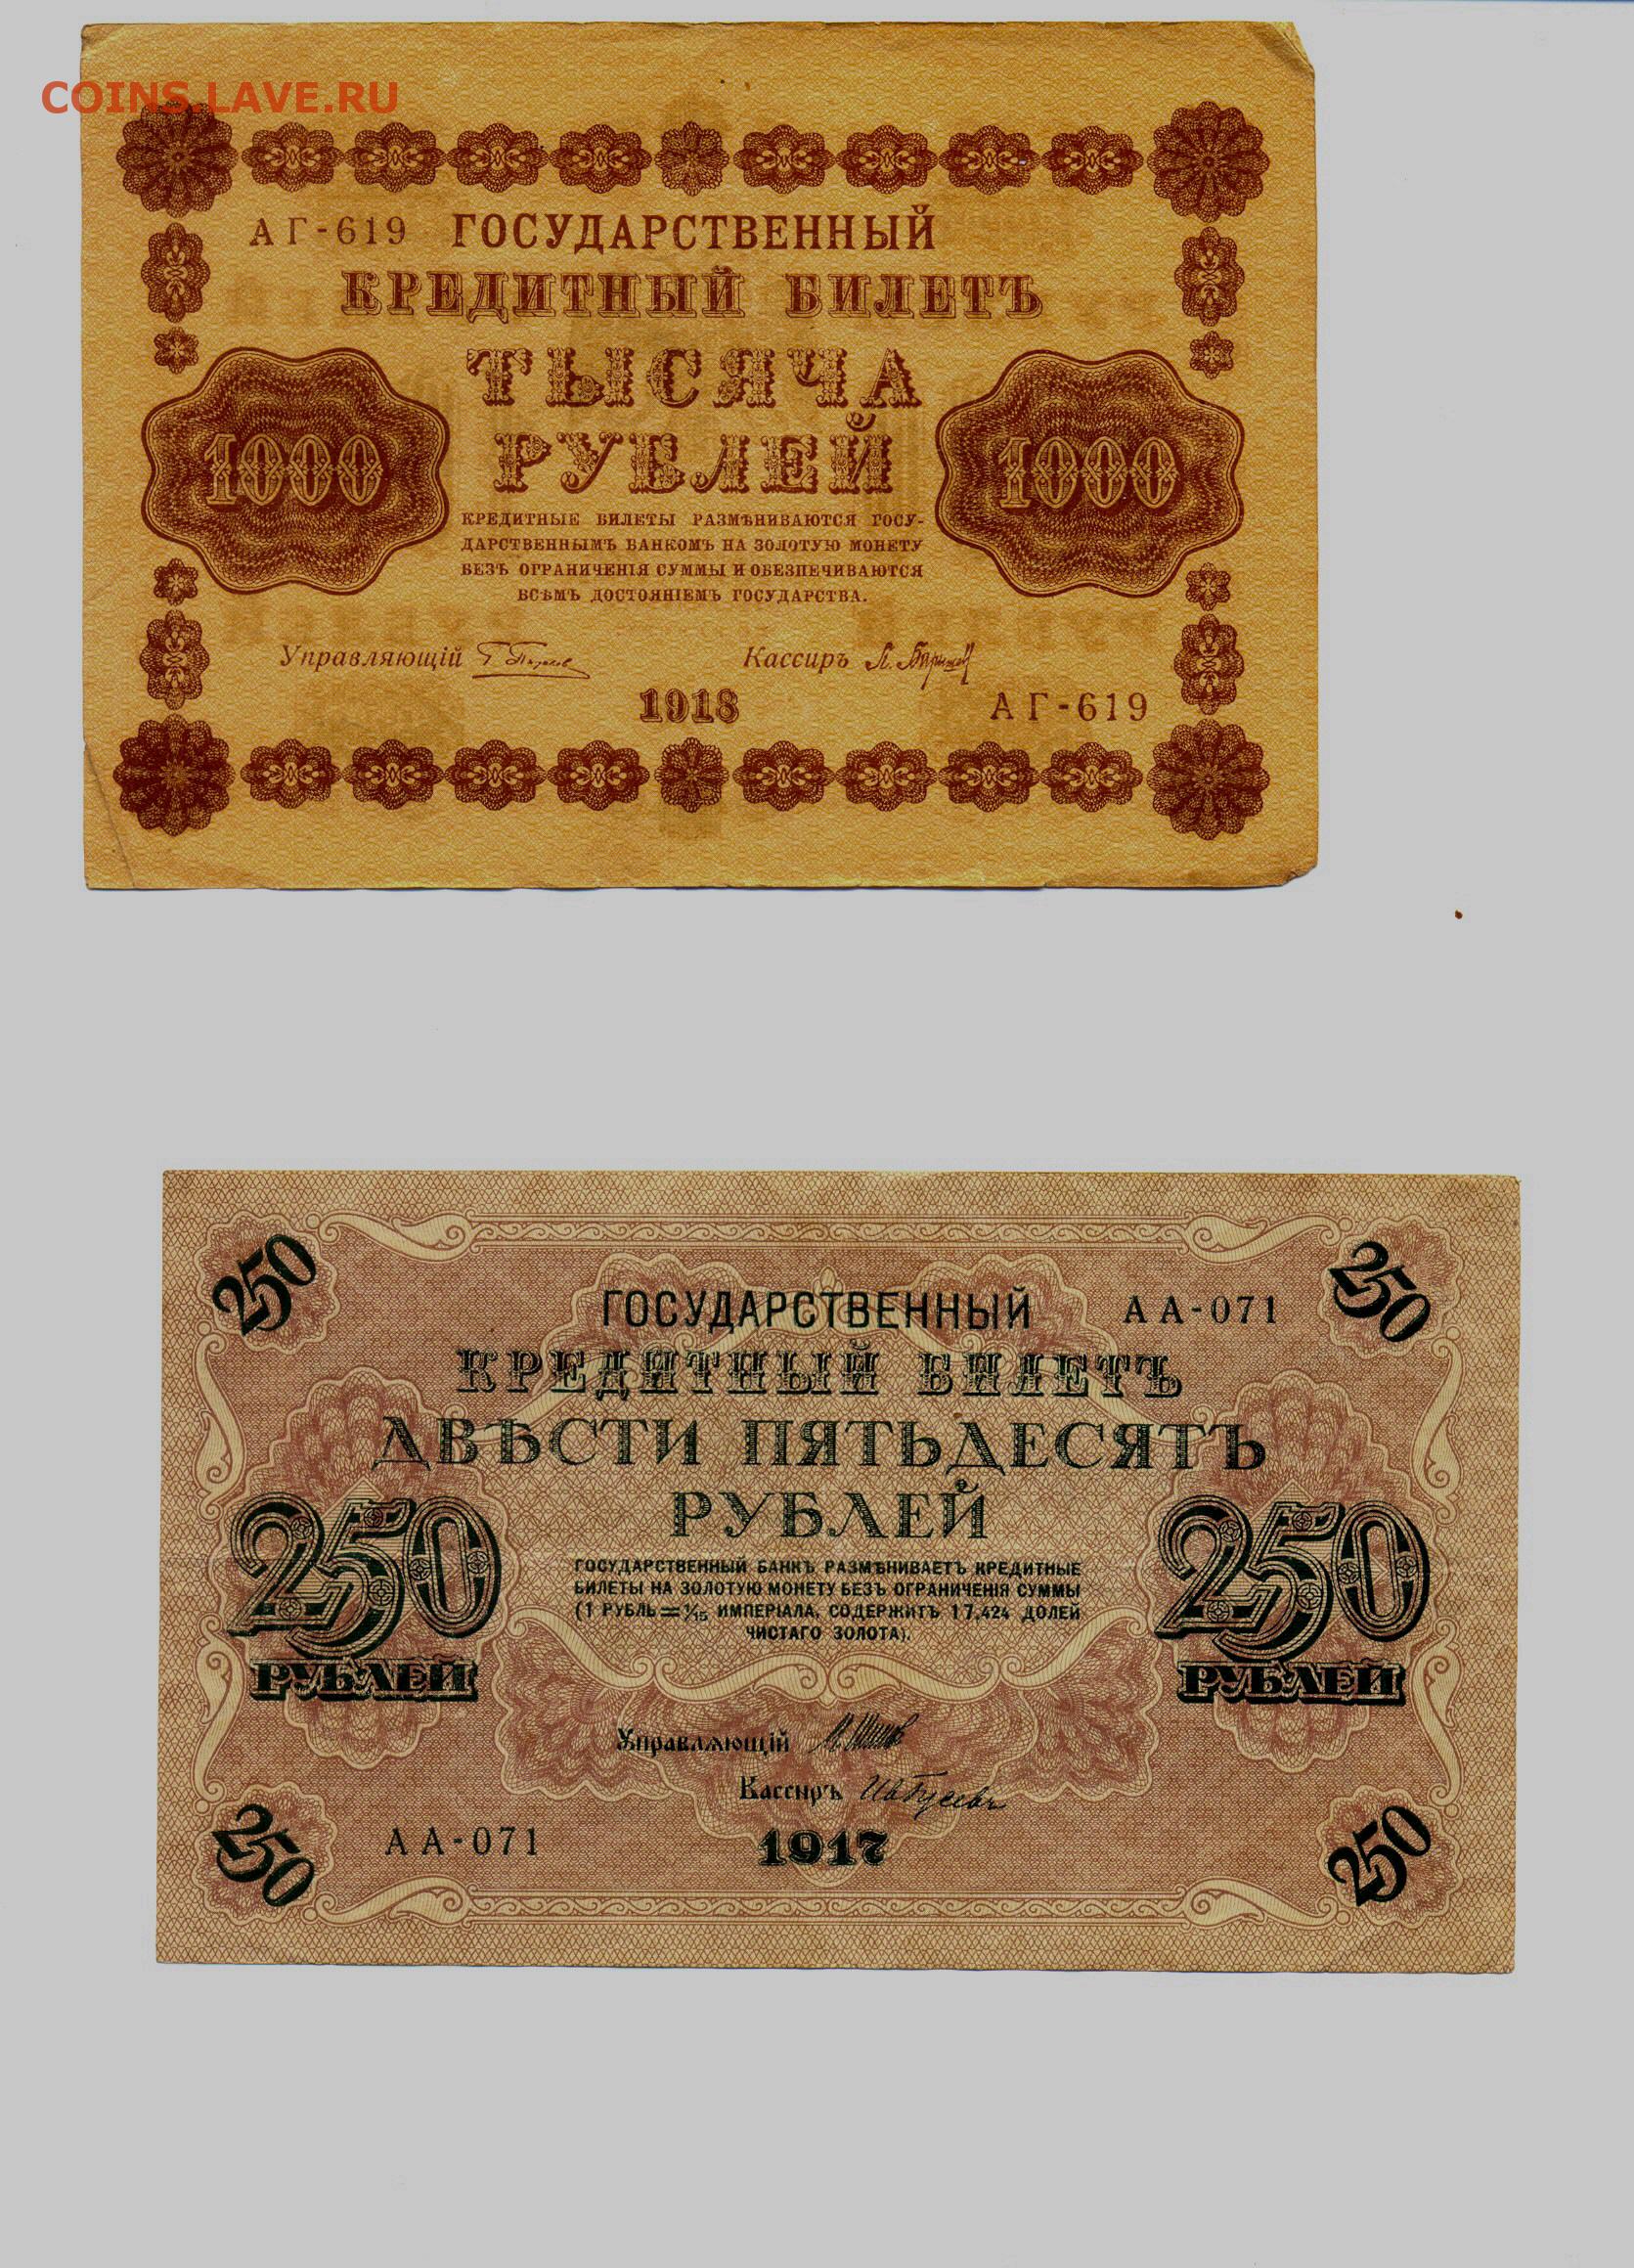 COINS.LAVE.RU
АГ-619 ГОСУДАРСТВЕННЫЙ
КРЕДИТНЫЙ БИЛЕТЪ
ТЫСЯЧА
РУБЛЕЙ
1000 1000
КРЕДИТНЫЕ БИЛЕТЫ РАЗМѢНИВАЮТСЯ ГОСУ-
ДАРСТВЕННЫМЪ БАНКОМЪ НА ЗОЛОТУЮ МОНЕТУ
БЕЗЪ ОГРАНИЧЕНІЯ СУММЫ И ОБЕЗПЕЧИВАЮТСЯ
ВСѢМЪ ДОСТОЯНІЕМЪ ГОСУДАРСТВА.
Управляющій Кассиръ
1918 АГ-619
250 250
ГОСУДАРСТВЕННЫЙ АА-071
КРЕДИТНЫЙ БИЛЕТЪ
ДВѢСТИ ПЯТЬДЕСЯТЪ
РУБЛЕЙ
250 250
РУБЛЕЙ РУБЛЕЙ
ГОСУДАРСТВЕННЫЙ БАНКЪ РАЗМѢНИВАЕТЪ КРЕДИТНЫЕ
БИЛЕТЫ НА ЗОЛОТУЮ МОНЕТУ БЕЗЪ ОГРАНИЧЕНІЯ СУММЫ
(1 РУБЛЬ = 1/15 ИМПЕРІАЛА, СОДЕРЖИТЪ 17,424 ДОЛЕЙ
ЧИСТАГО ЗОЛОТА).
Управляющій
Кассиръ
АА-071 1917
250 250